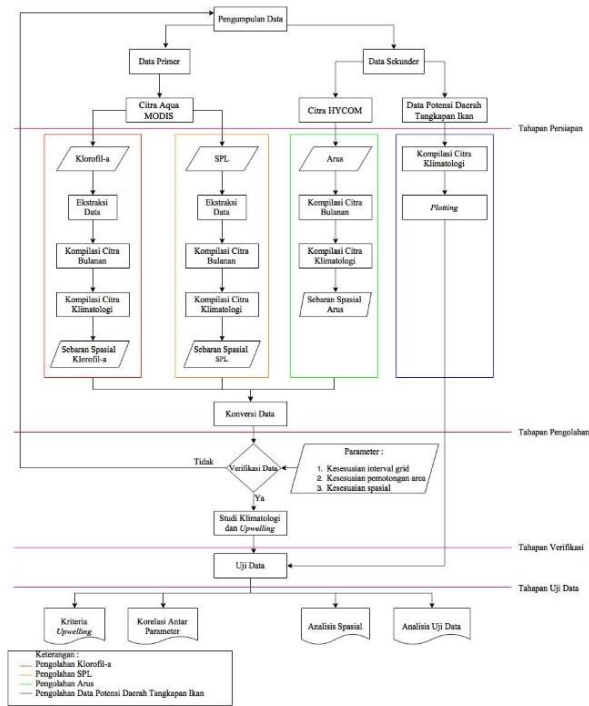 Pengumpulan Data
Data Primer
Data Sekunder
Citra Aqua
MODIS
Citra HYCOM
Data Potensi Daerah
Tangkapan Ikan
Tahapan Persiapan
Klorofil-a
SPL
Arus
Kompilasi Citra
Klimatologi
Ekstraksi
Data
Ekstraksi
Data
Kompilasi Citra
Bulanan
Plotting
Kompilasi Citra
Bulanan
Kompilasi Citra
Bulanan
Kompilasi Citra
Klimatologi
Kompilasi Citra
Klimatologi
Kompilasi Citra
Klimatologi
Sebaran Spasial
Arus
Sebaran Spasial
Klorofil-a
Sebaran Spasial
SPL
Konversi Data
Tahapan Pengolahan
Tidak
Verifikasi Data
Parameter :
1. Kesesuaian interval grid
2. Kesesuaian pemotongan area
3. Kesesuaian spasial
Ya
Studi Klimatologi
dan Upwelling
Tahapan Verifikasi
Uji Data
Tahapan Uji Data
Kriteria
Upwelling
Korelasi Antar
Parameter
Analisis Spasial
Analisis Uji Data
Keterangan :
Pengolahan Klorofil-a
Pengolahan SPL
Pengolahan Arus
Pengolahan Data Potensi Daerah Tangkapan Ikan